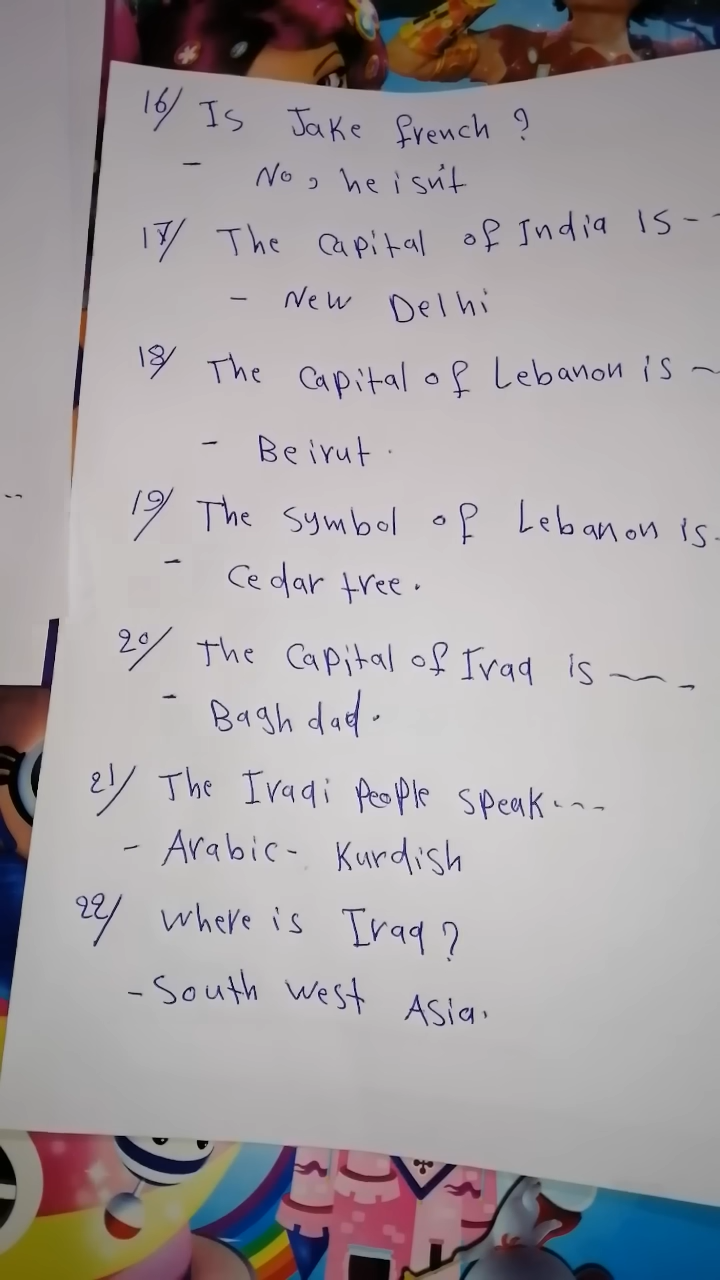 16/ Is Jake french ?
- No, he isn't
17/ The capital of India is --
- New Delhi
18/ The capital of Lebanon is -
- Beirut.
19/ The symbol of Lebanon is -
- Cedar tree.
20/ The capital of Iraq is ---
- Baghdad.
21/ The Iraqi People speak ...
- Arabic- Kurdish
22/ where is Iraq ?
- South west Asia.